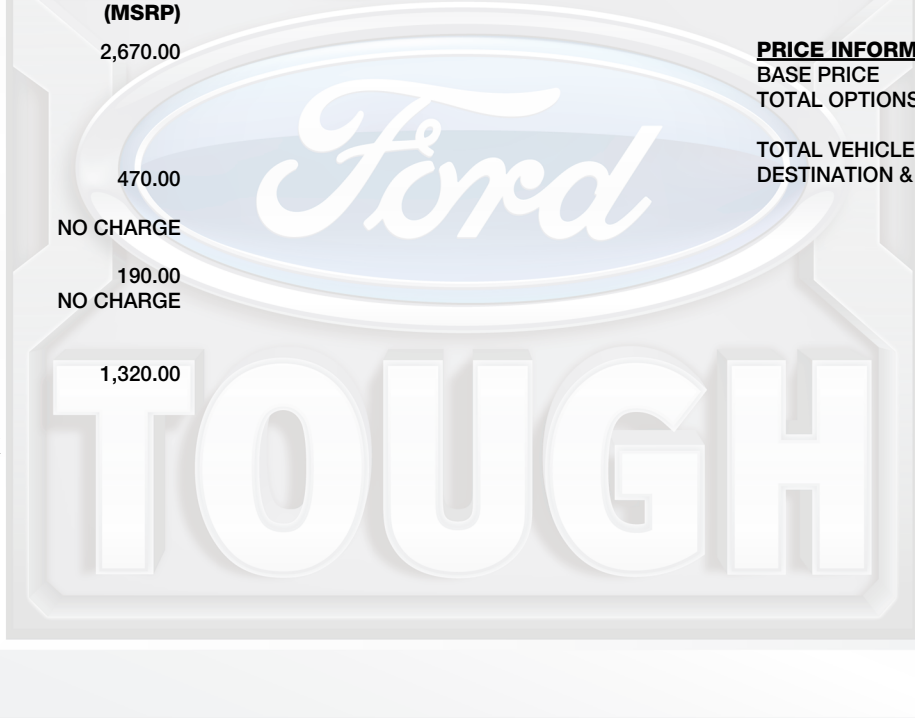 (MSRP)
2,670.00
470.00
NO CHARGE
190.00
NO CHARGE
1,320.00
PRICE INFORM
BASE PRICE
TOTAL OPTIONS
TOTAL VEHICLE
DESTINATION &
Ford
TOUGH